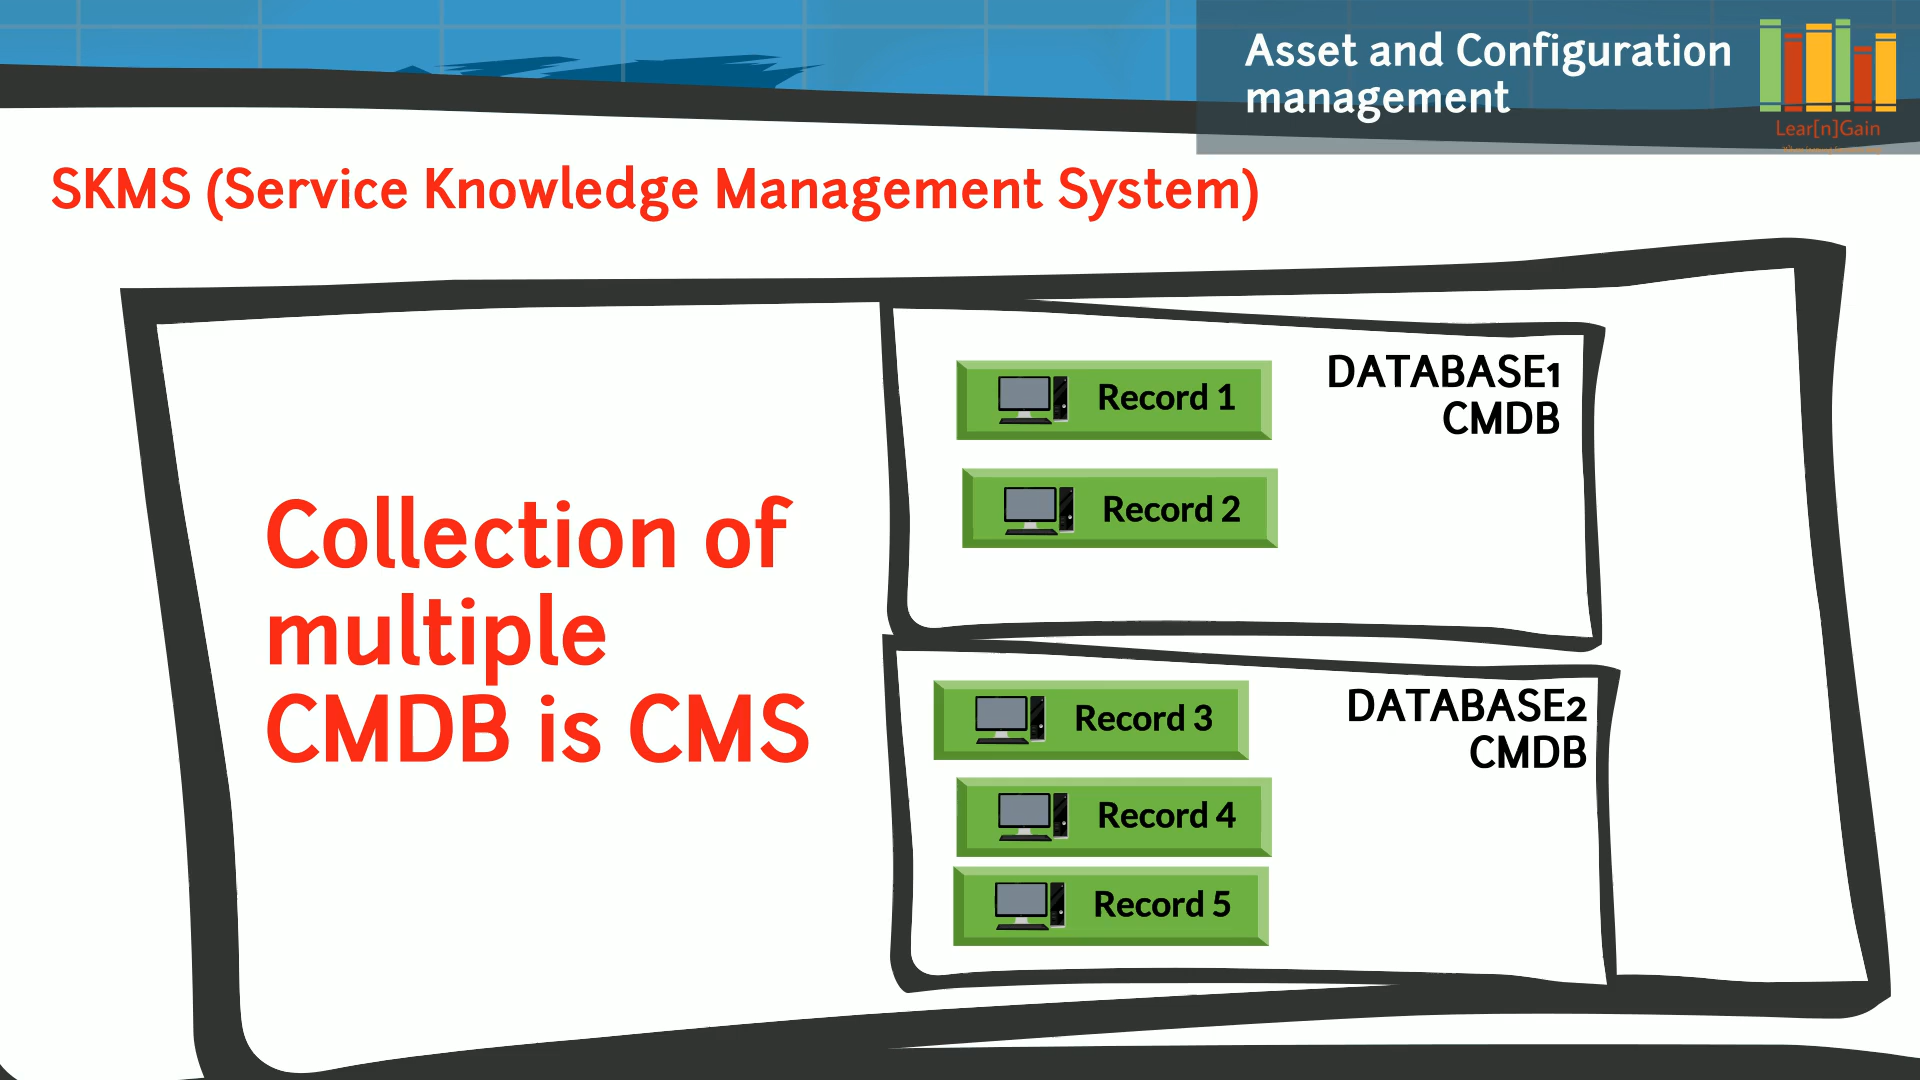 Asset and Configuration
management
Lear[n]Gain
SKMS (Service Knowledge Management System)
Collection of
multiple
CMDB is CMS
Record 1
Record 2
DATABASE1
CMDB
Record 3
Record 4
Record 5
DATABASE2
CMDB